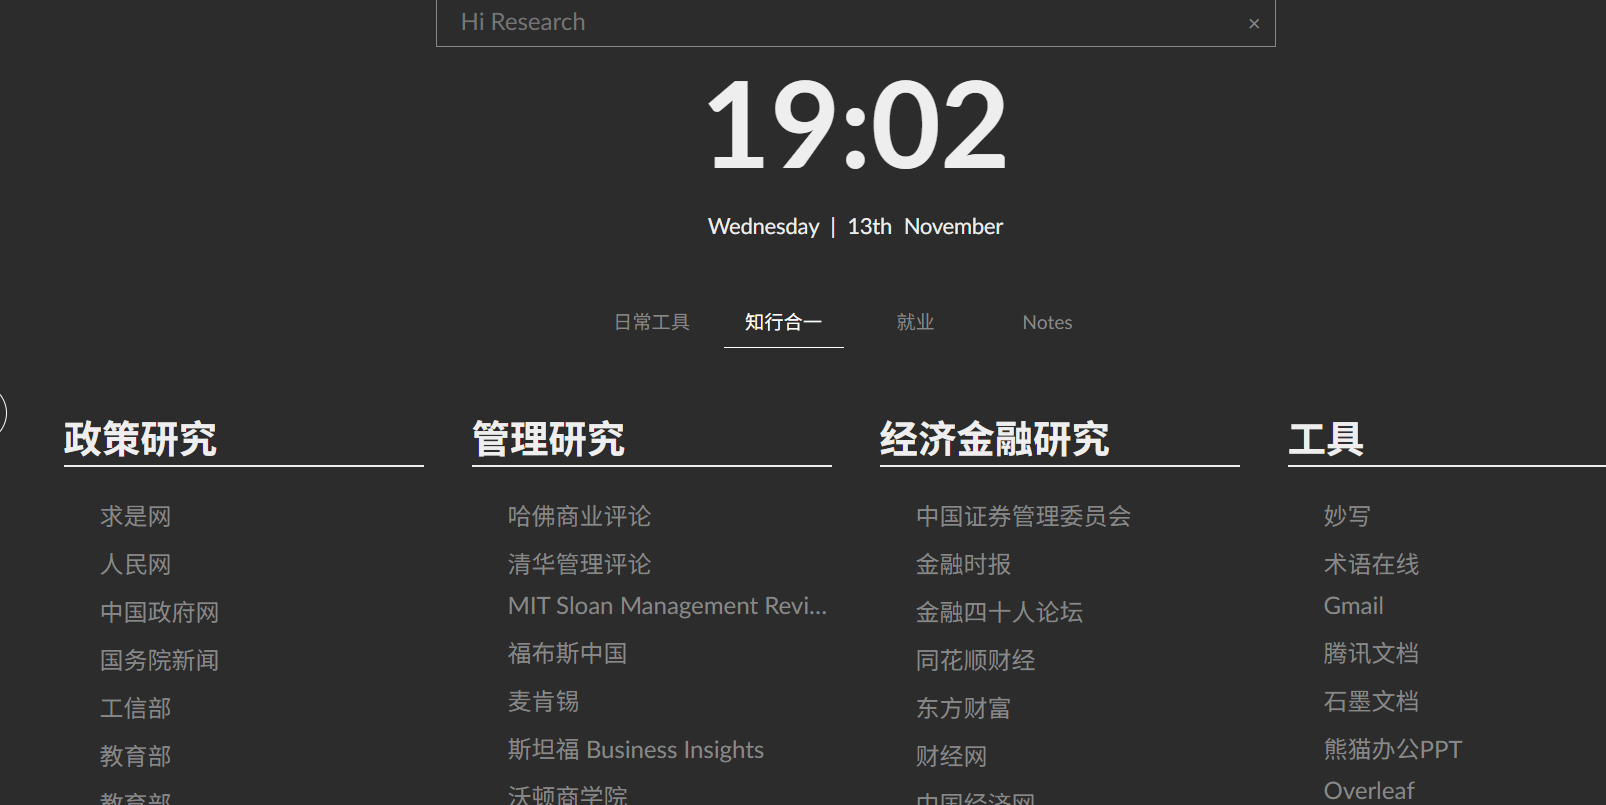 Hi Research ×
19:02
Wednesday | 13th November
日常工具 知行合一 就业 Notes
政策研究
求是网
人民网
中国政府网
国务院新闻
工信部
教育部
教育部
管理研究
哈佛商业评论
清华管理评论
MIT Sloan Management Revi...
福布斯中国
麦肯锡
斯坦福 Business Insights
沃顿商学院
经济金融研究
中国证券管理委员会
金融时报
金融四十人论坛
同花顺财经
东方财富
财经网
中国经济网
工具
妙写
术语在线
Gmail
腾讯文档
石墨文档
熊猫办公PPT
Overleaf